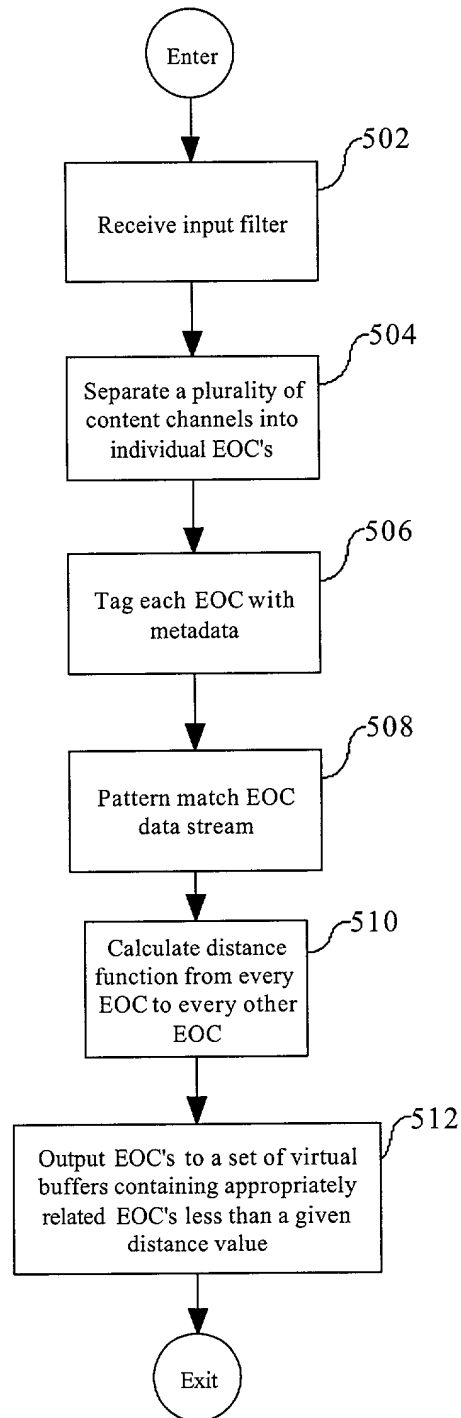 Enter
502
Receive input filter
504
Separate a plurality of
content channels into
individual EOC's
506
Tag each EOC with
metadata
508
Pattern match EOC
data stream
510
Calculate distance
function from every
EOC to every other
EOC
512
Output EOC's to a set of virtual
buffers containing appropriately
related EOC's less than a given
distance value
Exit